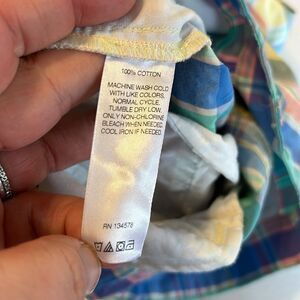 100% COTTON
MACHINE WASH COLD
WITH LIKE COLORS.
NORMAL CYCLE.
TUMBLE DRY LOW.
ONLY NON-CHLORINE
BLEACH WHEN NEEDED.
COOL IRON IF NEEDED.
RN 134578